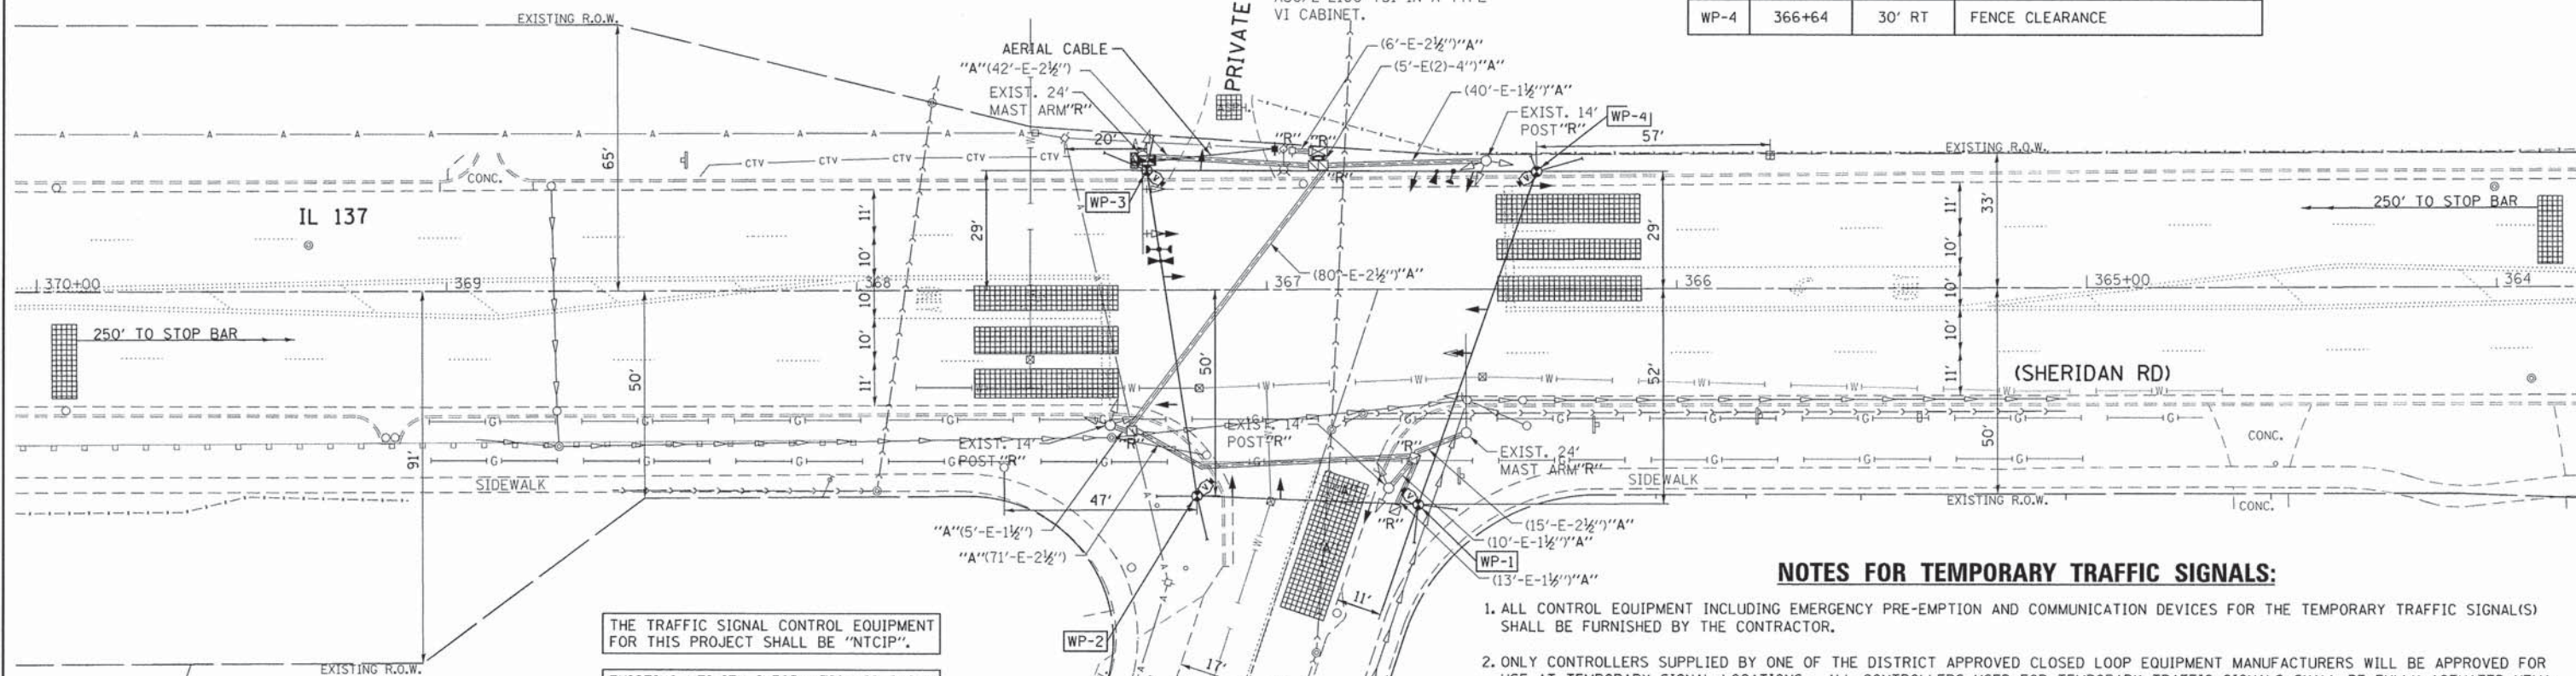 VI CABINET.
WP-4 366+64 30' RT FENCE CLEARANCE
EXISTING R.O.W.
PRIVATE
AERIAL CABLE
"A"(42'-E-2½")
EXIST. 24'
MAST ARM"R"
(6'-E-2½")"A"
(5'-E(2)-4")"A"
(40'-E-1½")"A"
EXIST. 14'
POST"R"
WP-4
57'
20'
"R" "R"
"R"
65'
CTV CTV CTV CTV CTV
CONC.
WP-3
EXISTING R.O.W.
IL 137
11'
10'
10'
10'
11'
29'
29'
11'
10'
10'
10'
11'
33'
250' TO STOP BAR
(80'-E-2½")"A"
370+00
369
368
367
366
365+00
364
250' TO STOP BAR
50'
50'
52'
(SHERIDAN RD)
EXIST. 14'
POST"R"
"R"
EXIST. 14'
POST"R"
"R"
EXIST. 24'
MAST ARM"R"
50'
CONC.
91'
SIDEWALK
SIDEWALK
47'
EXISTING R.O.W.
CONC.
"R"
"A"(5'-E-1½")
"A"(71'-E-2½")
(15'-E-2½")"A"
(10'-E-1½")"A"
WP-1
(13'-E-1½")"A"
11'
WP-2
17'
EXISTING R.O.W.
THE TRAFFIC SIGNAL CONTROL EQUIPMENT
FOR THIS PROJECT SHALL BE "NTCIP".
NOTES FOR TEMPORARY TRAFFIC SIGNALS:
1. ALL CONTROL EQUIPMENT INCLUDING EMERGENCY PRE-EMPTION AND COMMUNICATION DEVICES FOR THE TEMPORARY TRAFFIC SIGNAL(S)
SHALL BE FURNISHED BY THE CONTRACTOR.
2. ONLY CONTROLLERS SUPPLIED BY ONE OF THE DISTRICT APPROVED CLOSED LOOP EQUIPMENT MANUFACTURERS WILL BE APPROVED FOR